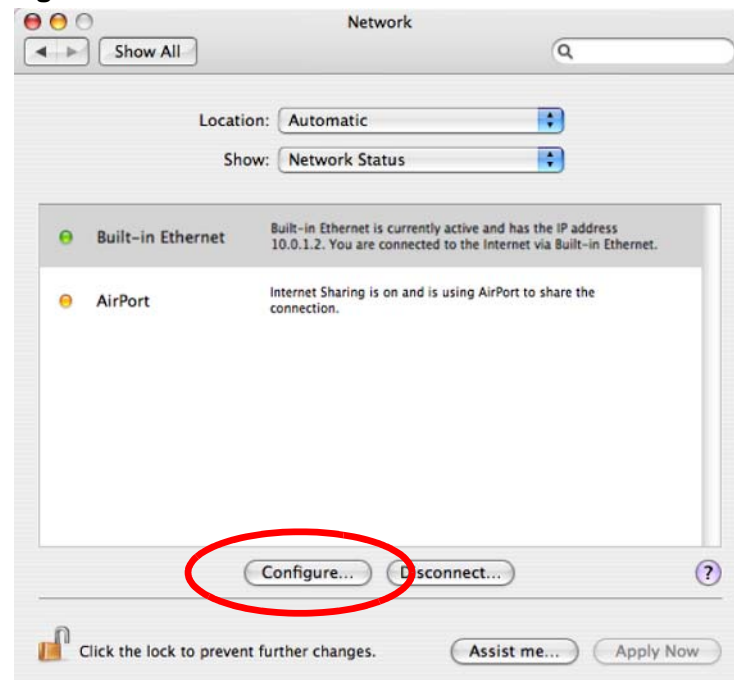 Network
Show All
Location: Automatic
Show: Network Status
Built-in Ethernet
Built-in Ethernet is currently active and has the IP address
10.0.1.2. You are connected to the Internet via Built-in Ethernet.
AirPort
Internet Sharing is on and is using AirPort to share the
connection.
Configure... Disconnect... ?
Click the lock to prevent further changes. Assist me... Apply Now